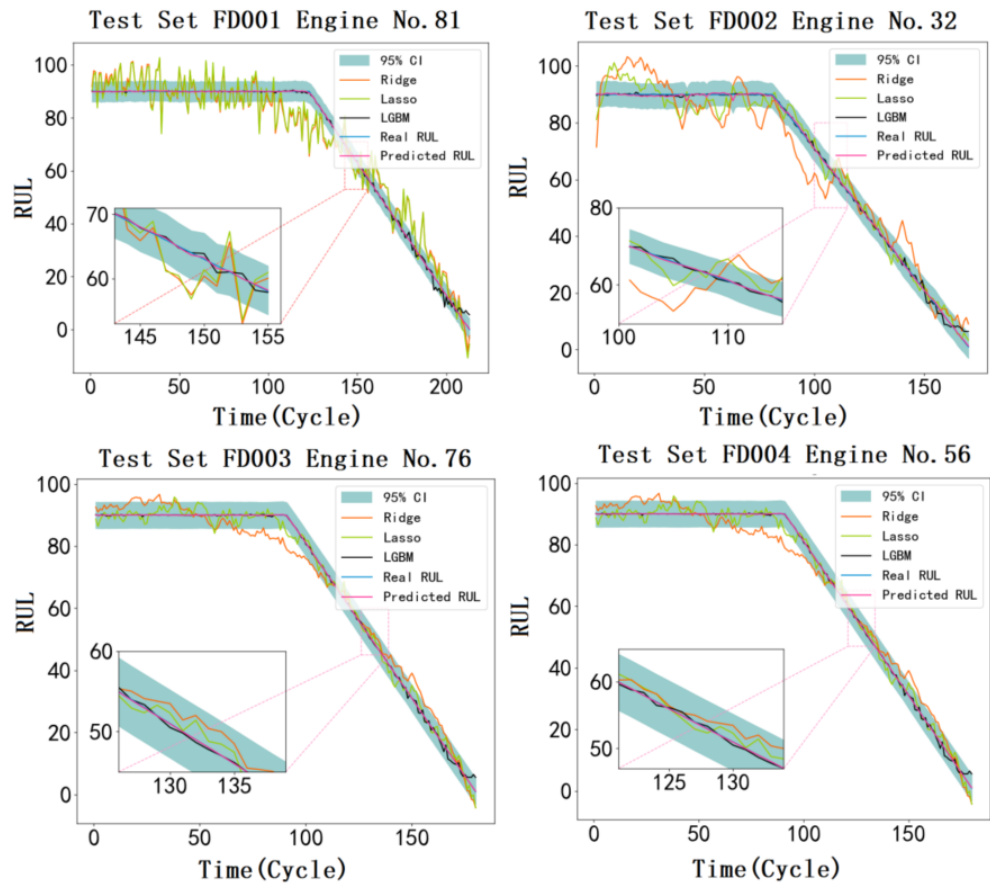 Test Set FD001 Engine No.81
100
80
60
40
20
0
RUL
95% CI
Ridge
Lasso
LGBM
Real RUL
Predicted RUL
70
60
145
150
155
0
50
100
150
200
Time(Cycle)
Test Set FD002 Engine No.32
100
80
60
40
20
0
RUL
95% CI
Ridge
Lasso
LGBM
Real RUL
Predicted RUL
80
60
100
110
0
50
100
150
Time(Cycle)
Test Set FD003 Engine No.76
100
80
60
40
20
0
RUL
95% CI
Ridge
Lasso
LGBM
Real RUL
Predicted RUL
60
50
130
135
0
50
100
150
Time(Cycle)
Test Set FD004 Engine No.56
100
80
60
40
20
0
RUL
95% CI
Ridge
Lasso
LGBM
Real RUL
Predicted RUL
60
50
125
130
0
50
100
150
Time(Cycle)